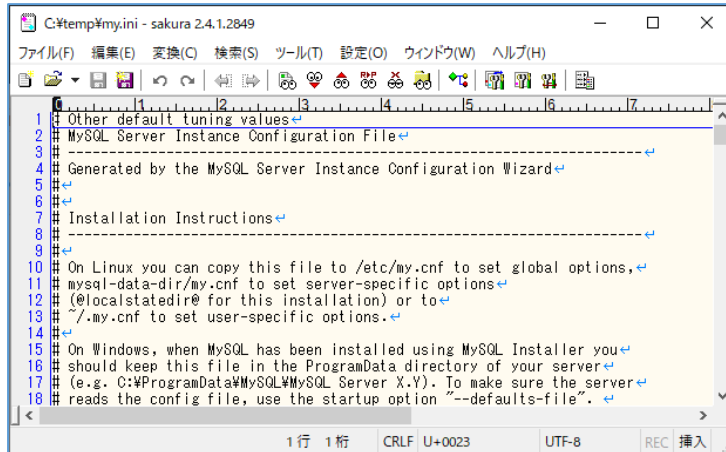 C:¥temp¥my.ini - sakura 2.4.1.2849
ファイル(F) 編集(E) 変換(C) 検索(S) ツール(T) 設定(O) ウィンドウ(W) ヘルプ(H)
0 1 2 3 4 5 6 7
1 # Other default tuning values
2 # MySQL Server Instance Configuration File
3 # ----------------------------------------------------------------------
4 # Generated by the MySQL Server Instance Configuration Wizard
5 #
6 #
7 # Installation Instructions
8 # ----------------------------------------------------------------------
9 #
10 # On Linux you can copy this file to /etc/my.cnf to set global options,
11 # mysql-data-dir/my.cnf to set server-specific options
12 # (@localstatedir@ for this installation) or to
13 # ~/.my.cnf to set user-specific options.
14 #
15 # On Windows, when MySQL has been installed using MySQL Installer you
16 # should keep this file in the ProgramData directory of your server
17 # (e.g. C:¥ProgramData¥MySQL¥MySQL Server X.Y). To make sure the server
18 # reads the config file, use the startup option "--defaults-file".
1行 1桁 CRLF U+0023 UTF-8 REC 挿入